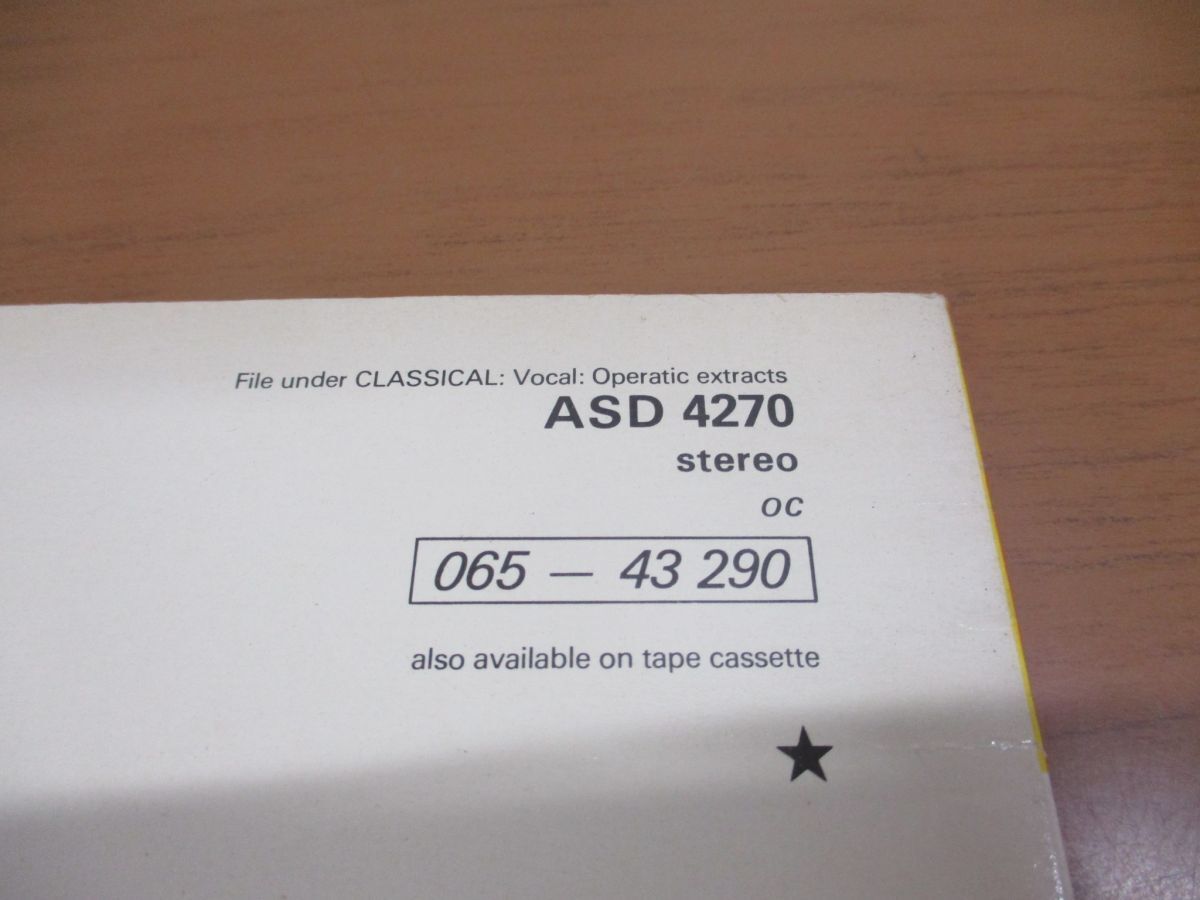 File under CLASSICAL: Vocal: Operatic extracts
ASD 4270
stereo
OC
065 — 43 290
also available on tape cassette